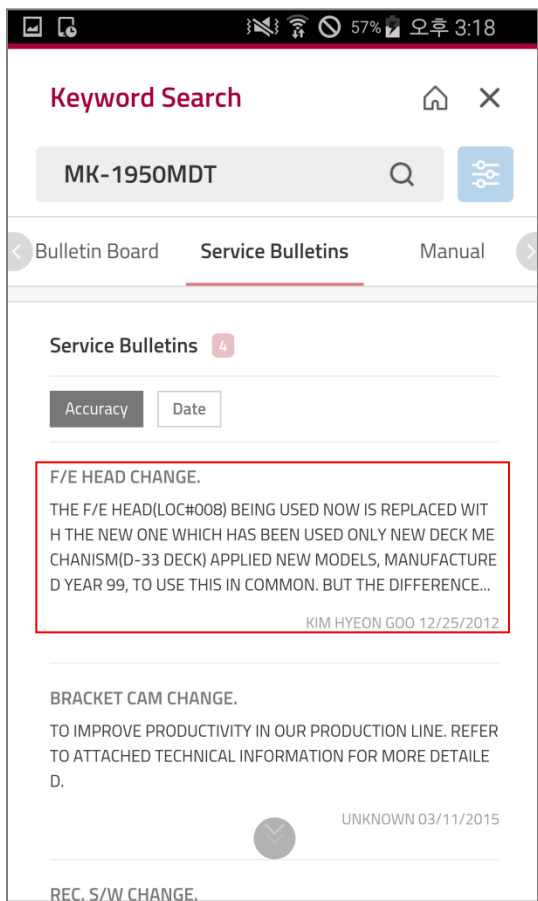 57% 오후 3:18
Keyword Search
MK-1950MDT
Bulletin Board Service Bulletins Manual
Service Bulletins 4
Accuracy Date
F/E HEAD CHANGE.
THE F/E HEAD(LOC#008) BEING USED NOW IS REPLACED WIT
H THE NEW ONE WHICH HAS BEEN USED ONLY NEW DECK ME
CHANISM(D-33 DECK) APPLIED NEW MODELS, MANUFACTURE
D YEAR 99, TO USE THIS IN COMMON. BUT THE DIFFERENCE...
KIM HYEON GOO 12/25/2012
BRACKET CAM CHANGE.
TO IMPROVE PRODUCTIVITY IN OUR PRODUCTION LINE. REFER
TO ATTACHED TECHNICAL INFORMATION FOR MORE DETAILE
D.
UNKNOWN 03/11/2015
REC. S/W CHANGE.